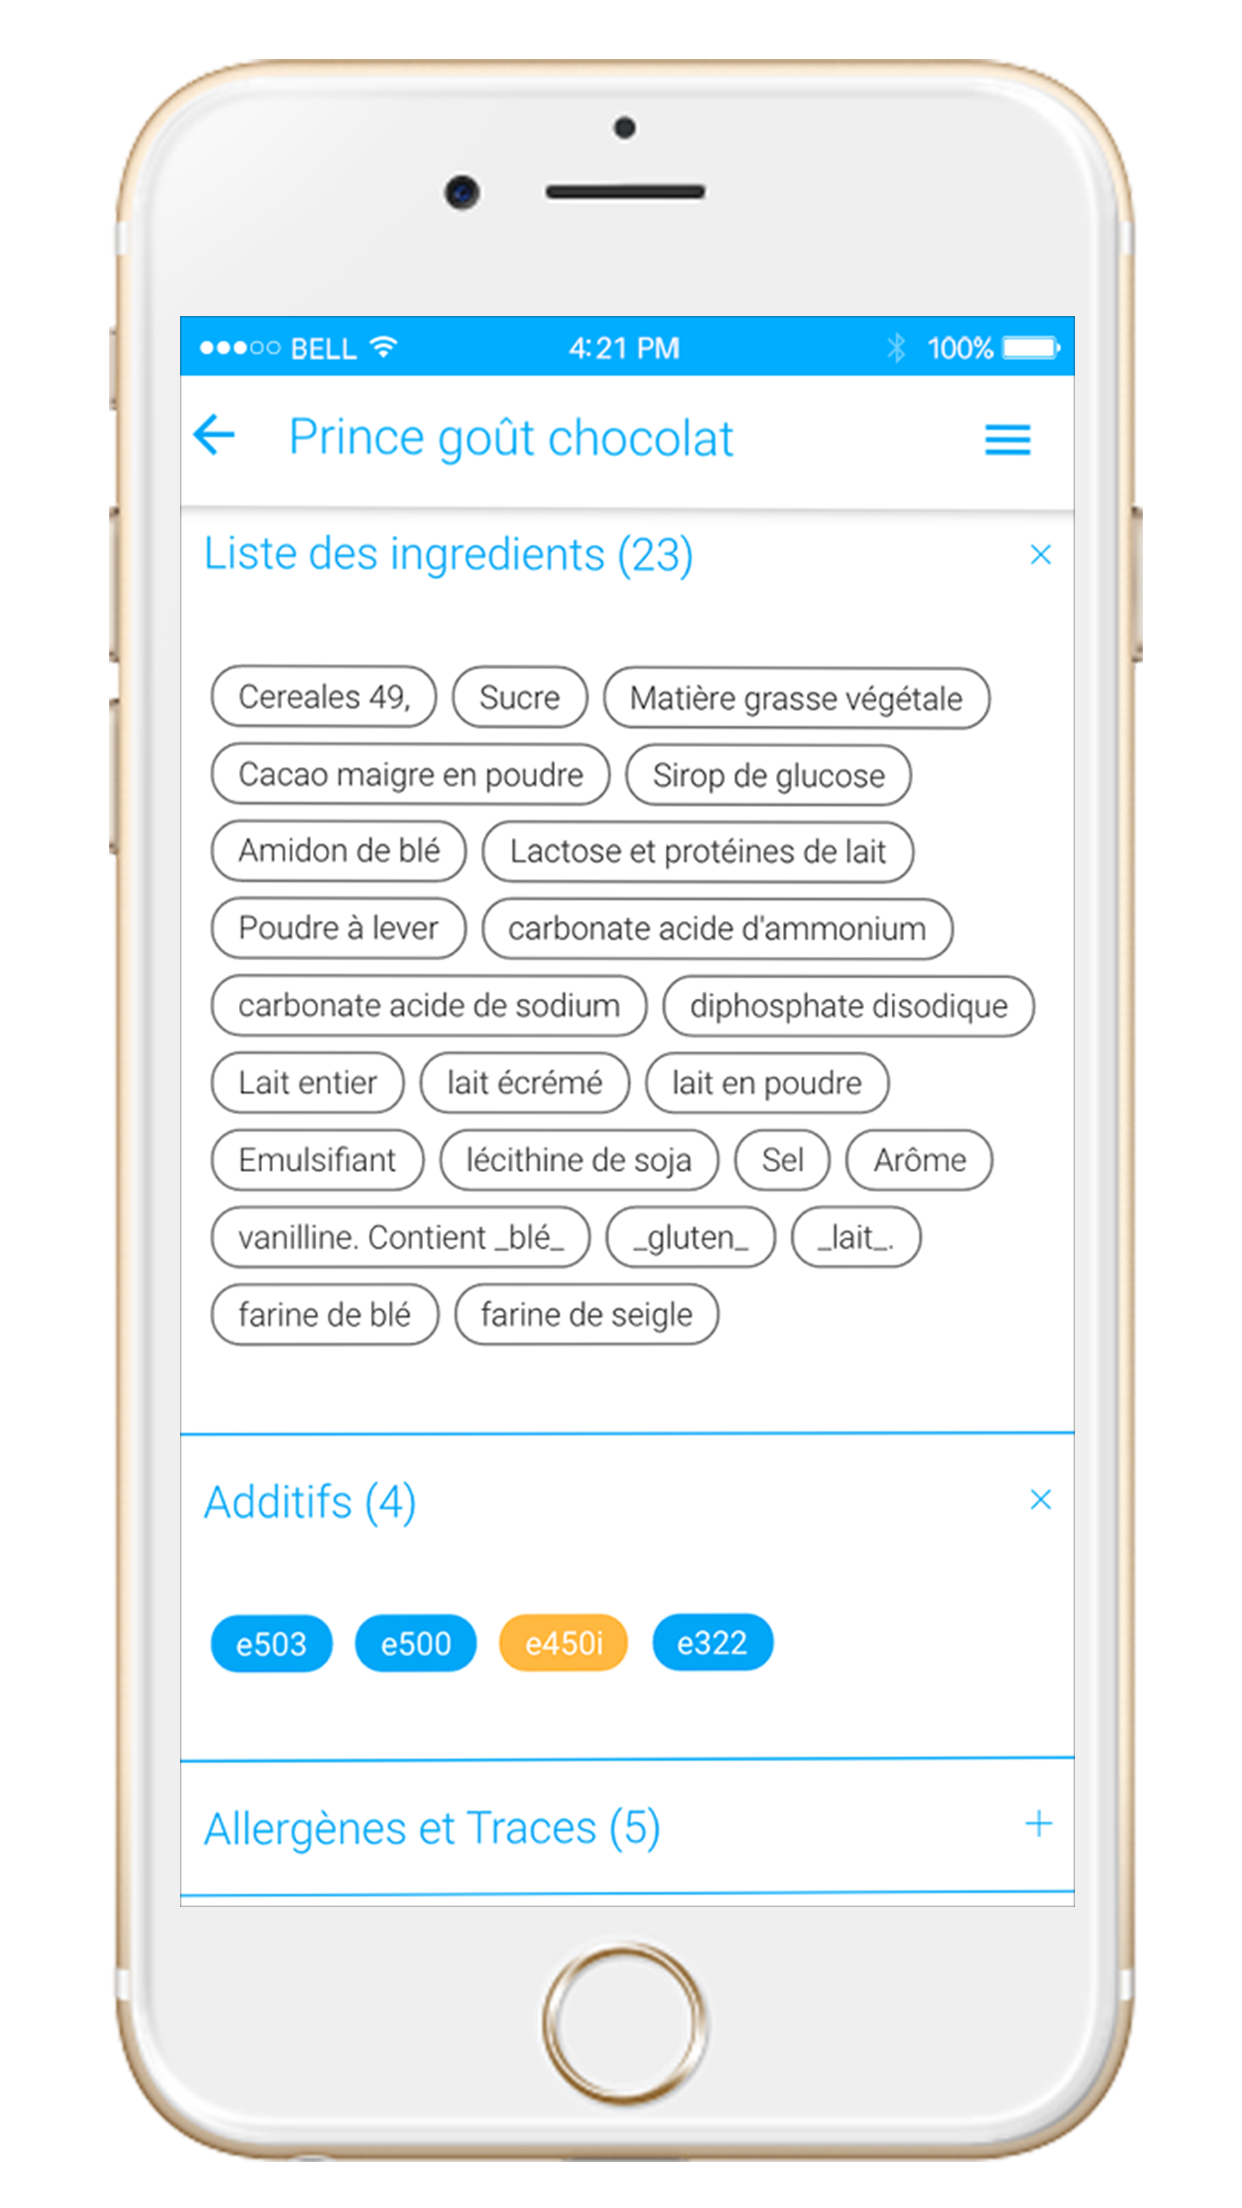 BELL 4:21 PM 100%
Prince goût chocolat
Liste des ingredients (23)
Cereales 49, Sucre Matière grasse végétale
Cacao maigre en poudre Sirop de glucose
Amidon de blé Lactose et protéines de lait
Poudre à lever carbonate acide d'ammonium
carbonate acide de sodium diphosphate disodique
Lait entier lait écrémé lait en poudre
Emulsifiant lécithine de soja Sel Arôme
vanilline. Contient _blé_ _gluten_ _lait_.
farine de blé farine de seigle
Additifs (4)
e503 e500 e450i e322
Allergènes et Traces (5)